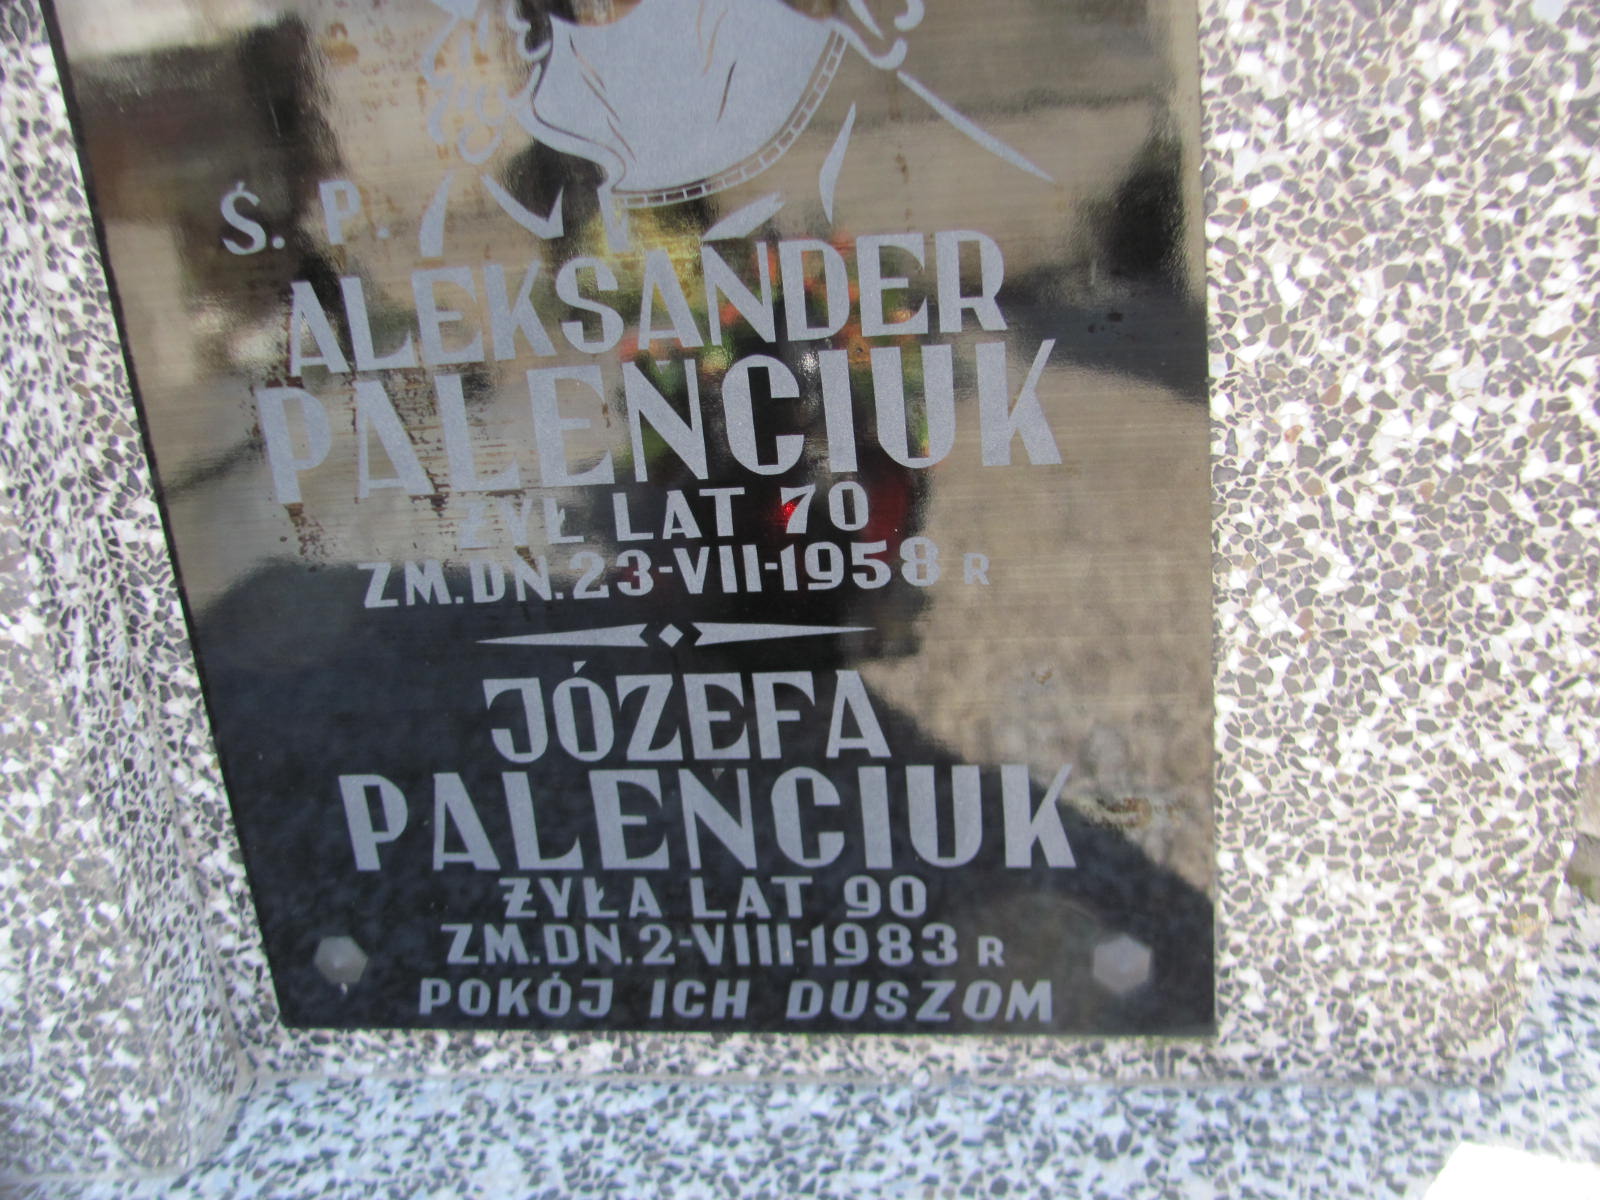 Ś. P.
ALEKSANDER
PALENCIUK
ŻYŁ LAT 70
ZM.DN.23-VII-1958 R
JÓZEFA
PALENCIUK
ŻYŁA LAT 90
ZM.DN.2-VIII-1983 R
POKÓJ ICH DUSZOM